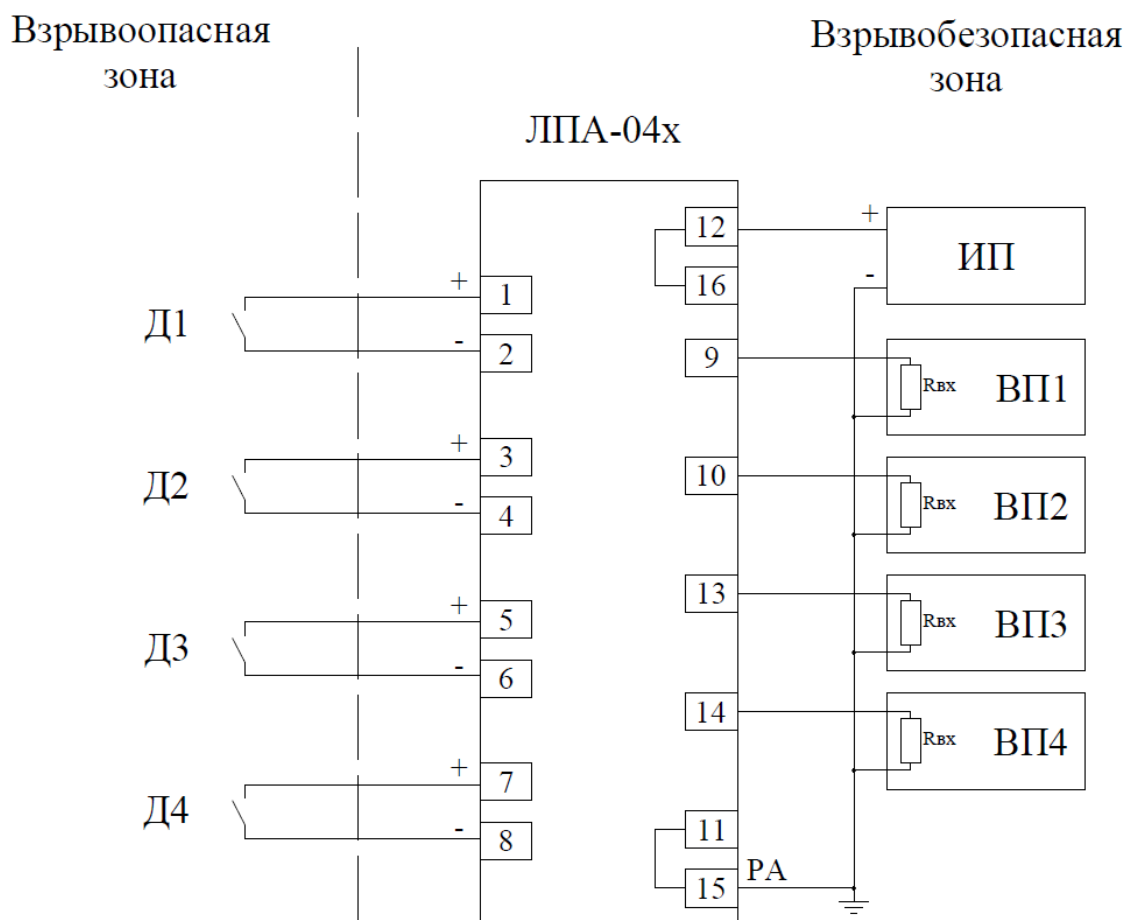 Взрывоопасная
зона
Взрывобезопасная
зона
ЛПА-04х
Д1
+
1
-
2
Д2
+
3
-
4
Д3
+
5
-
6
Д4
+
7
-
8
12
16
9
10
13
14
11
15
РА
+
-
ИП
Rвх
ВП1
Rвх
ВП2
Rвх
ВП3
Rвх
ВП4